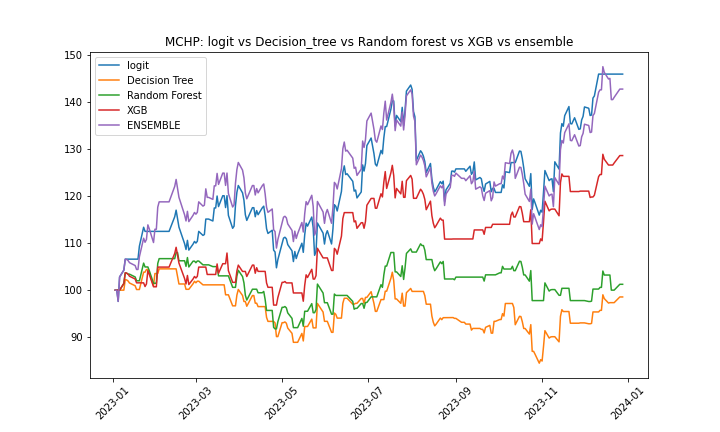 MCHP: logit vs Decision_tree vs Random forest vs XGB vs ensemble
150
140
130
120
110
100
90
logit
Decision Tree
Random Forest
XGB
ENSEMBLE
2023-01
2023-03
2023-05
2023-07
2023-09
2023-11
2024-01